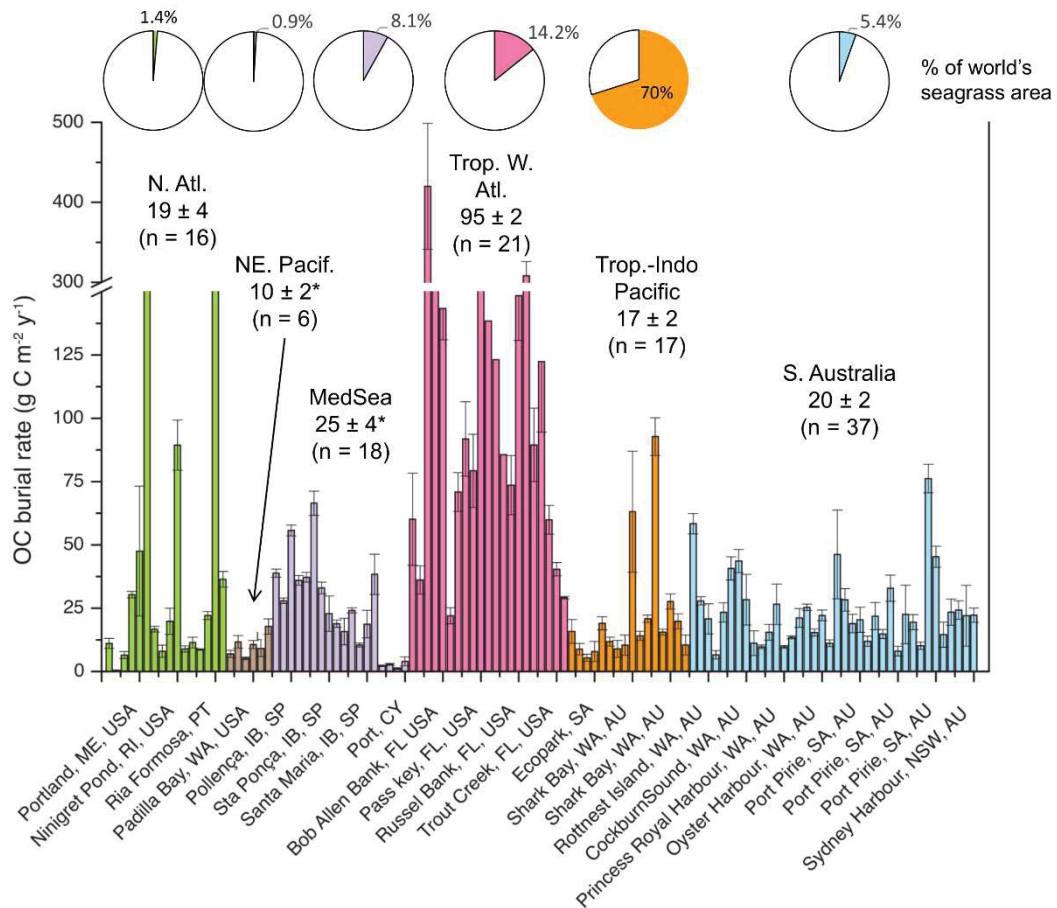 1.4%
0.9%
8.1%
14.2%
70%
5.4%
% of world's
seagrass area
OC burial rate (g C m⁻² y⁻¹)
500
400
300
125
100
75
50
25
0
N. Atl.
19 ± 4
(n = 16)
NE. Pacif.
10 ± 2*
(n = 6)
MedSea
25 ± 4*
(n = 18)
Trop. W.
Atl.
95 ± 2
(n = 21)
Trop.-Indo
Pacific
17 ± 2
(n = 17)
S. Australia
20 ± 2
(n = 37)
Portland, ME, USA
Ninigret Pond, RI, USA
Ria Formosa, PT
Padilla Bay, WA, USA
Pollença, IB, SP
Sta Ponça, IB, SP
Santa Maria, IB, SP
Port, CY
Bob Allen Bank, FL USA
Pass key, FL, USA
Russel Bank, FL, USA
Trout Creek, FL, USA
Ecopark, SA
Shark Bay, WA, AU
Shark Bay, WA, AU
Rottnest Island, WA, AU
CockburnSound, WA, AU
Princess Royal Harbour, WA, AU
Oyster Harbour, WA, AU
Port Pirie, SA, AU
Port Pirie, SA, AU
Port Pirie, SA, AU
Sydney Harbour, NSW, AU